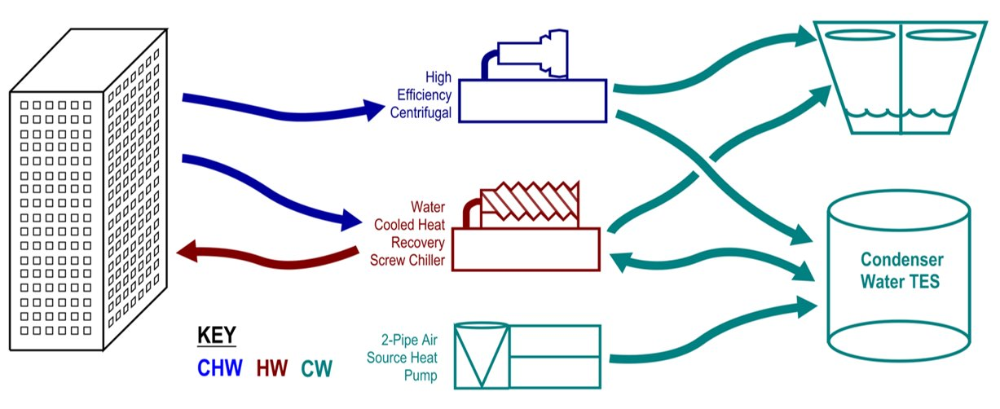 High
Efficiency
Centrifugal
Water
Cooled Heat
Recovery
Screw Chiller
Condenser
Water TES
2-Pipe Air
Source Heat
Pump
KEY
CHW HW CW